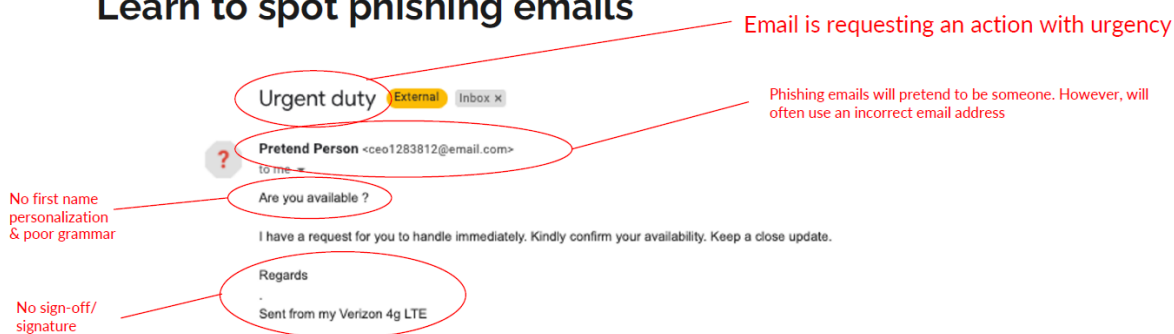 Learn to spot phishing emails
Email is requesting an action with urgency
Urgent duty External Inbox ×
Phishing emails will pretend to be someone. However, will
often use an incorrect email address
Pretend Person <ceo1283812@email.com>
?
to me
No first name
personalization
& poor grammar
Are you available ?
I have a request for you to handle immediately. Kindly confirm your availability. Keep a close update.
Regards
.
No sign-off/
signature
Sent from my Verizon 4g LTE